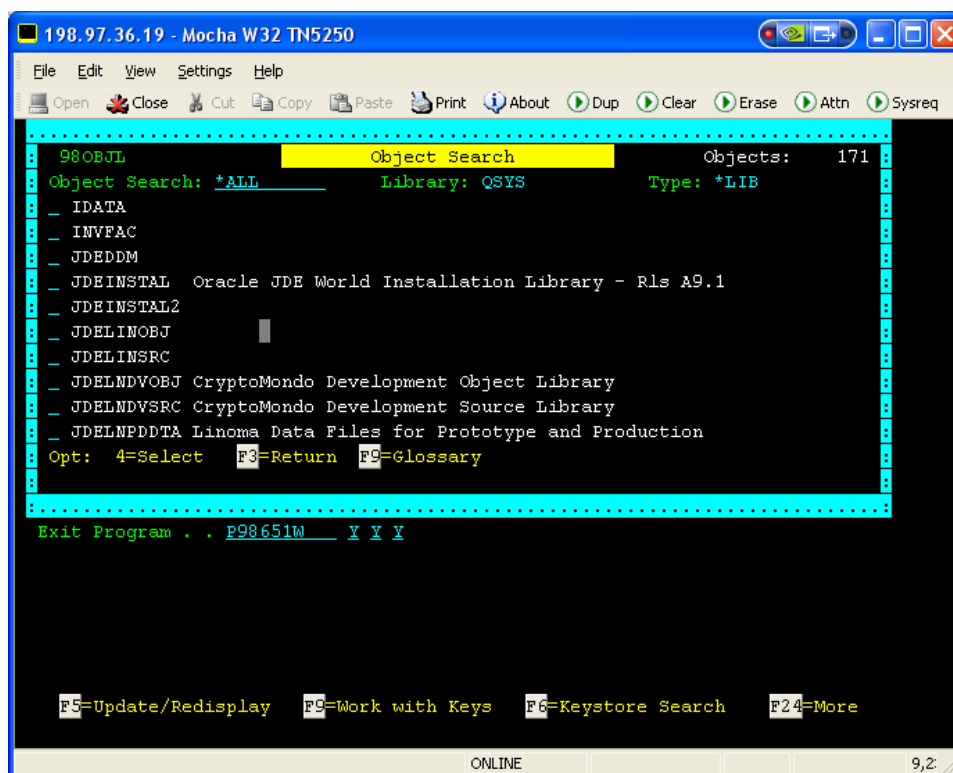 198.97.36.19 - Mocha W32 TN5250
File Edit View Settings Help
Open Close Cut Copy Paste Print About Dup Clear Erase Attn Sysreq
98OBJL Object Search Objects: 171
Object Search: *ALL Library: QSYS Type: *LIB
_ IDATA
_ INVFAC
_ JDEDDM
_ JDEINSTAL Oracle JDE World Installation Library - Rls A9.1
_ JDEINSTAL2
_ JDELINOBJ
_ JDELINSRC
_ JDELNDVOBJ CryptoMondo Development Object Library
_ JDELNDVSRC CryptoMondo Development Source Library
_ JDELNPDDTA Linoma Data Files for Prototype and Production
Opt: 4=Select F3=Return F9=Glossary
Exit Program . . P98651W Y Y Y
F5=Update/Redisplay F9=Work with Keys F6=Keystore Search F24=More
ONLINE 9,2